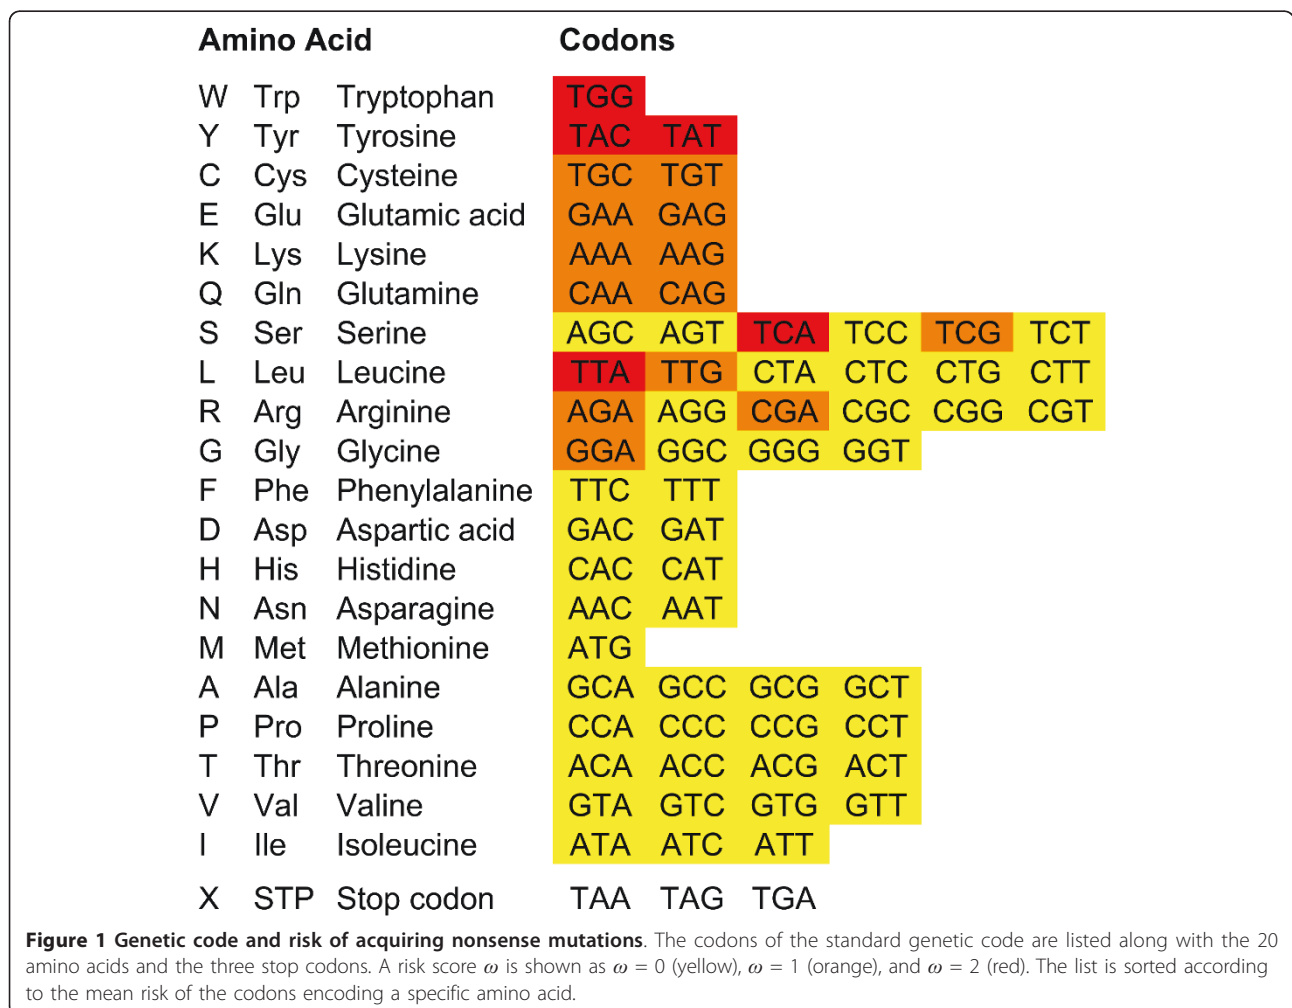 Amino Acid Codons
W Trp Tryptophan TGG
Y Tyr Tyrosine TAC TAT
C Cys Cysteine TGC TGT
E Glu Glutamic acid GAA GAG
K Lys Lysine AAA AAG
Q Gln Glutamine CAA CAG
S Ser Serine AGC AGT TCA TCC TCG TCT
L Leu Leucine TTA TTG CTA CTC CTG CTT
R Arg Arginine AGA AGG CGA CGC CGG CGT
G Gly Glycine GGA GGC GGG GGT
F Phe Phenylalanine TTC TTT
D Asp Aspartic acid GAC GAT
H His Histidine CAC CAT
N Asn Asparagine AAC AAT
M Met Methionine ATG
A Ala Alanine GCA GCC GCG GCT
P Pro Proline CCA CCC CCG CCT
T Thr Threonine ACA ACC ACG ACT
V Val Valine GTA GTC GTG GTT
I Ile Isoleucine ATA ATC ATT
X STP Stop codon TAA TAG TGA
Figure 1 Genetic code and risk of acquiring nonsense mutations. The codons of the standard genetic code are listed along with the 20
amino acids and the three stop codons. A risk score ω is shown as ω = 0 (yellow), ω = 1 (orange), and ω = 2 (red). The list is sorted according
to the mean risk of the codons encoding a specific amino acid.